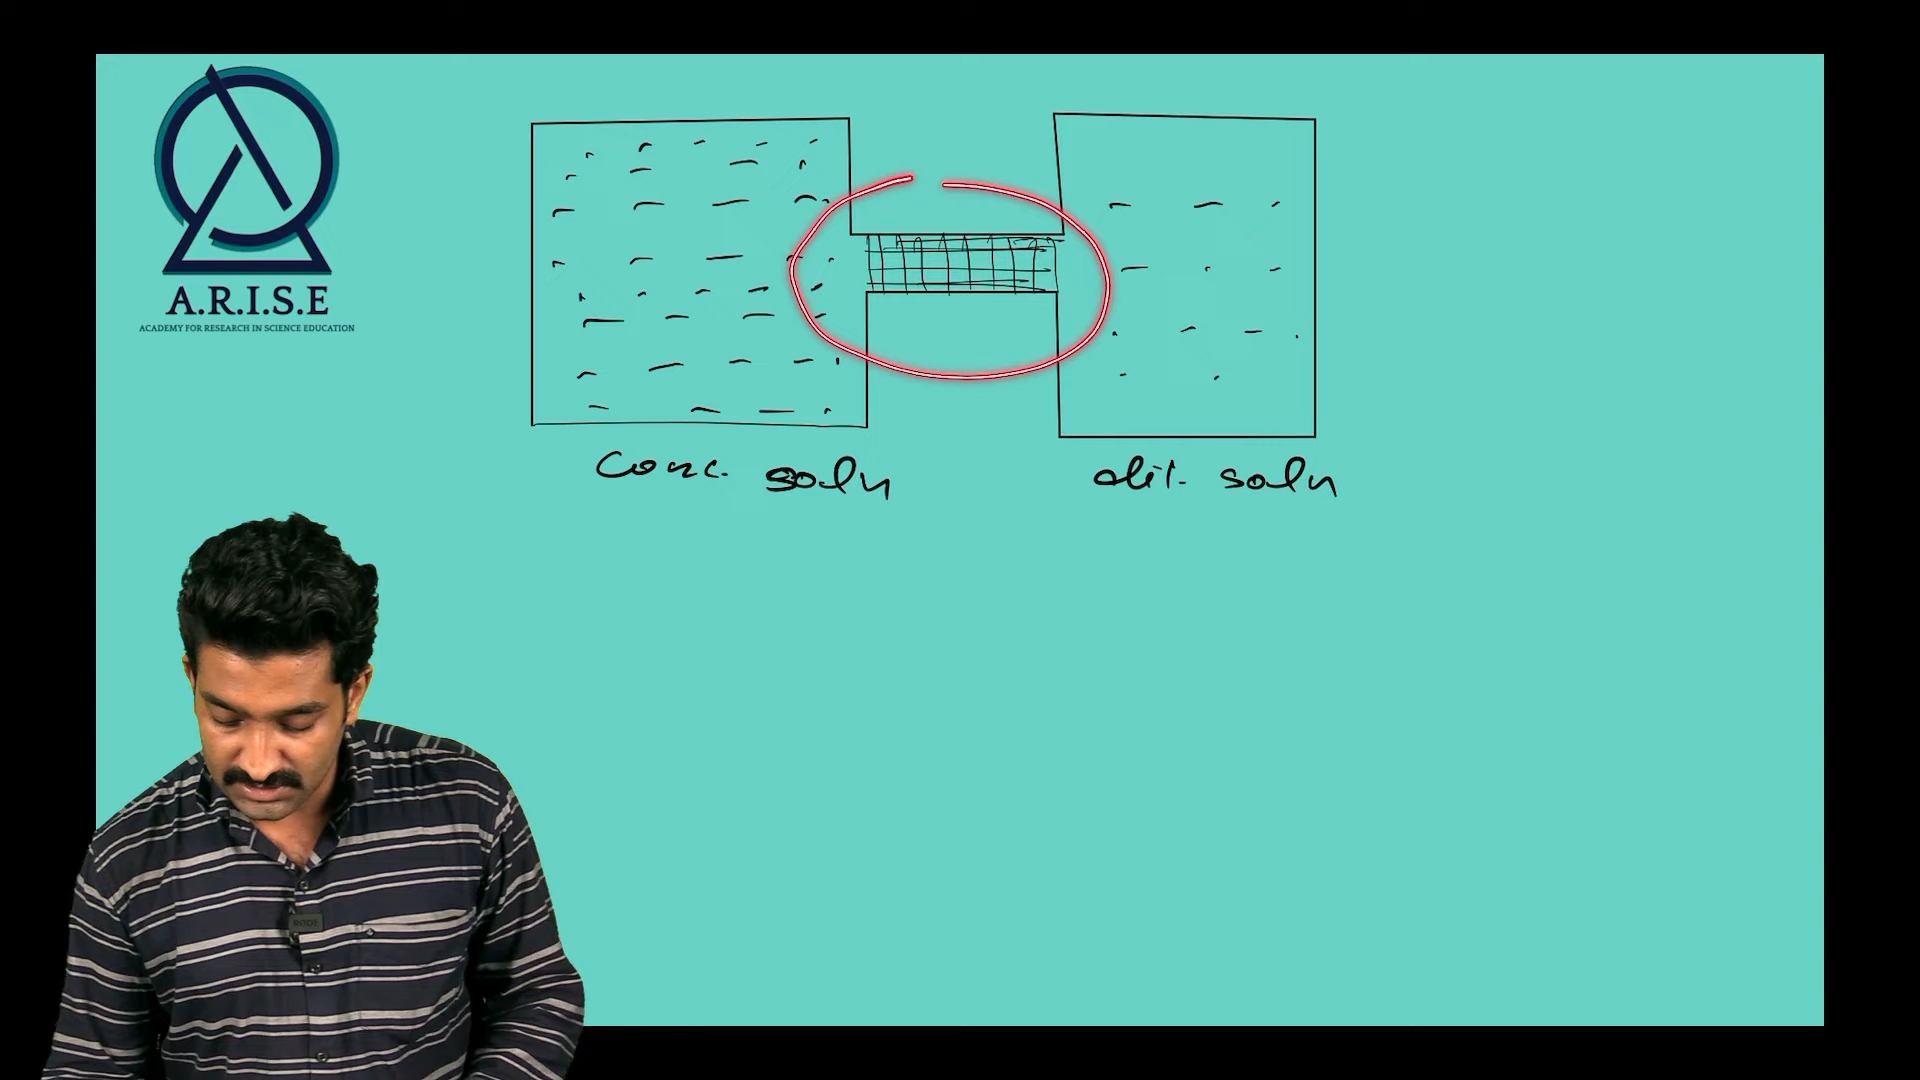 A.R.I.S.E
ACADEMY FOR RESEARCH IN SCIENCE EDUCATION
Conc. soln
dil. soln